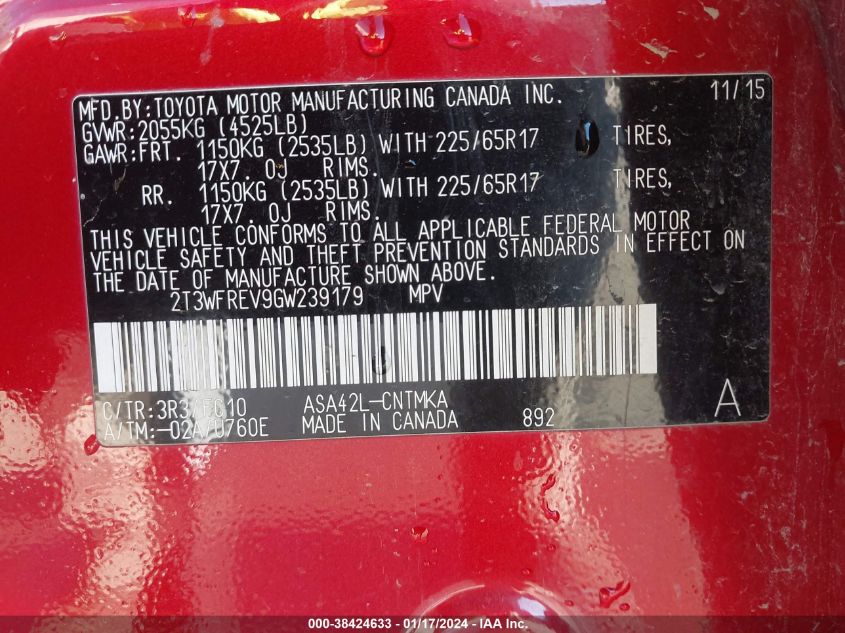 MFD.BY:TOYOTA MOTOR MANUFACTURING CANADA INC. 11/15
GVWR:2055KG (4525LB)
GAWR:FRT. 1150KG (2535LB) WITH 225/65R17 TIRES,
17X7. 0J RIMS.
RR. 1150KG (2535LB) WITH 225/65R17 TIRES,
17X7. 0J RIMS.
THIS VEHICLE CONFORMS TO ALL APPLICABLE FEDERAL MOTOR
VEHICLE SAFETY AND THEFT PREVENTION STANDARDS IN EFFECT ON
THE DATE OF MANUFACTURE SHOWN ABOVE.
2T3WFREV9GW239179 MPV
C/TR:3R3/FG10 ASA42L-CNTMKA A
A/TM:-02A/U760E MADE IN CANADA 892
000-38424633 - 01/17/2024 - IAA Inc.